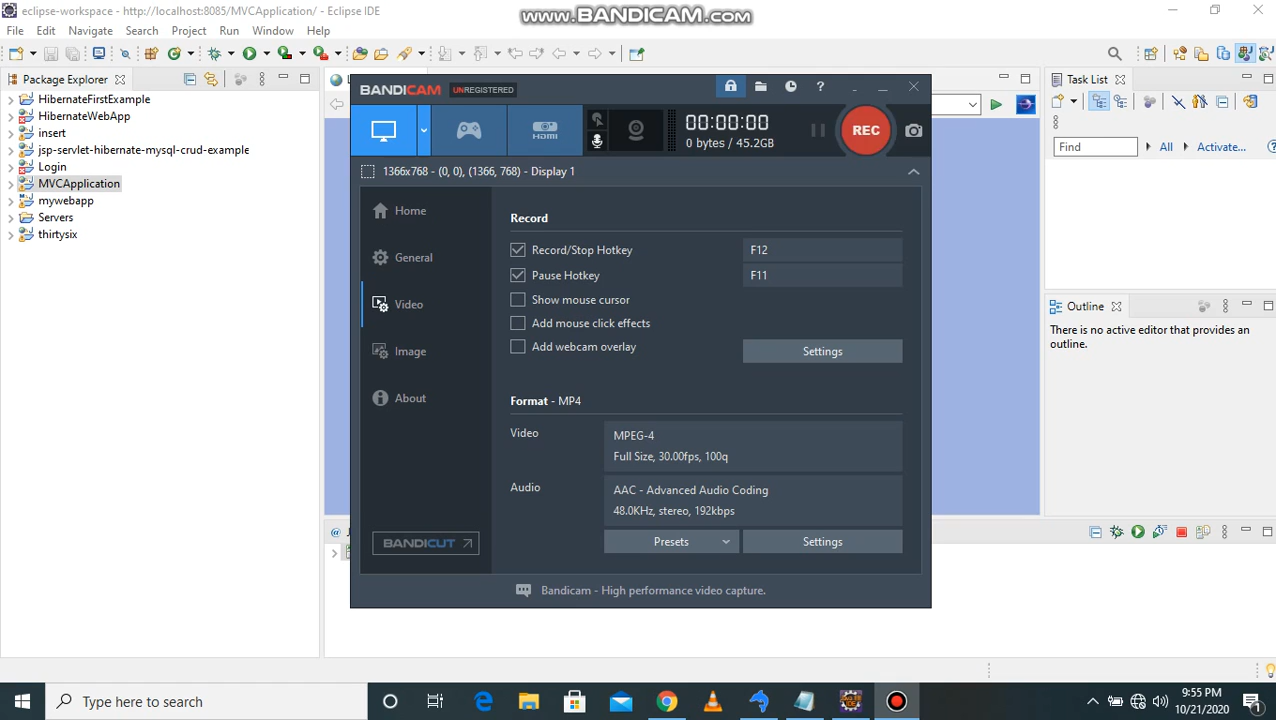 eclipse-workspace - http://localhost:8085/MVCApplication/ - Eclipse IDE
www.BANDICAM.com
File Edit Navigate Search Project Run Window Help
Package Explorer
HibernateFirstExample
HibernateWebApp
insert
jsp-servlet-hibernate-mysql-crud-example
Login
MVCApplication
mywebapp
Servers
thirtysix
BANDICAM UNREGISTERED
HDMI
00:00:00
0 bytes / 45.2GB
REC
1366x768 - (0, 0), (1366, 768) - Display 1
Home
General
Video
Image
About
BANDICUT
Record
Record/Stop Hotkey F12
Pause Hotkey F11
Show mouse cursor
Add mouse click effects
Add webcam overlay
Settings
Format - MP4
Video
MPEG-4
Full Size, 30.00fps, 100q
Audio
AAC - Advanced Audio Coding
48.0KHz, stereo, 192kbps
Presets
Settings
Bandicam - High performance video capture.
Task List
Find All Activate...
Outline
There is no active editor that provides an
outline.
Type here to search
9:55 PM
10/21/2020
1